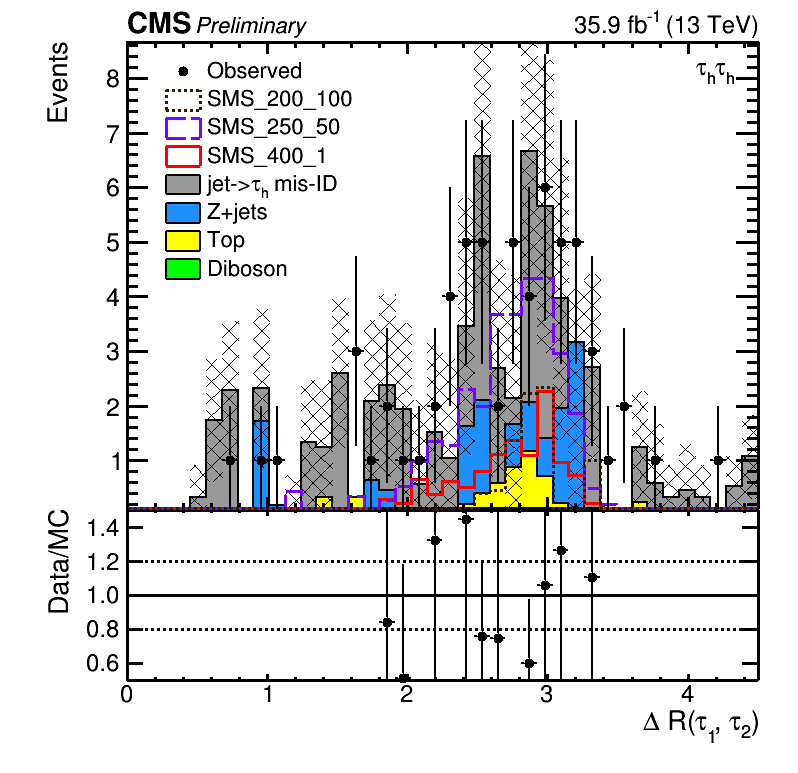 CMS Preliminary 35.9 fb⁻¹ (13 TeV)
Events
τₕτₕ
Observed
SMS_200_100
SMS_250_50
SMS_400_1
jet->τₕ mis-ID
Z+jets
Top
Diboson
8
7
6
5
4
3
2
1
Data/MC
1.4
1.2
1.0
0.8
0.6
0 1 2 3 4
Δ R(τ₁, τ₂)